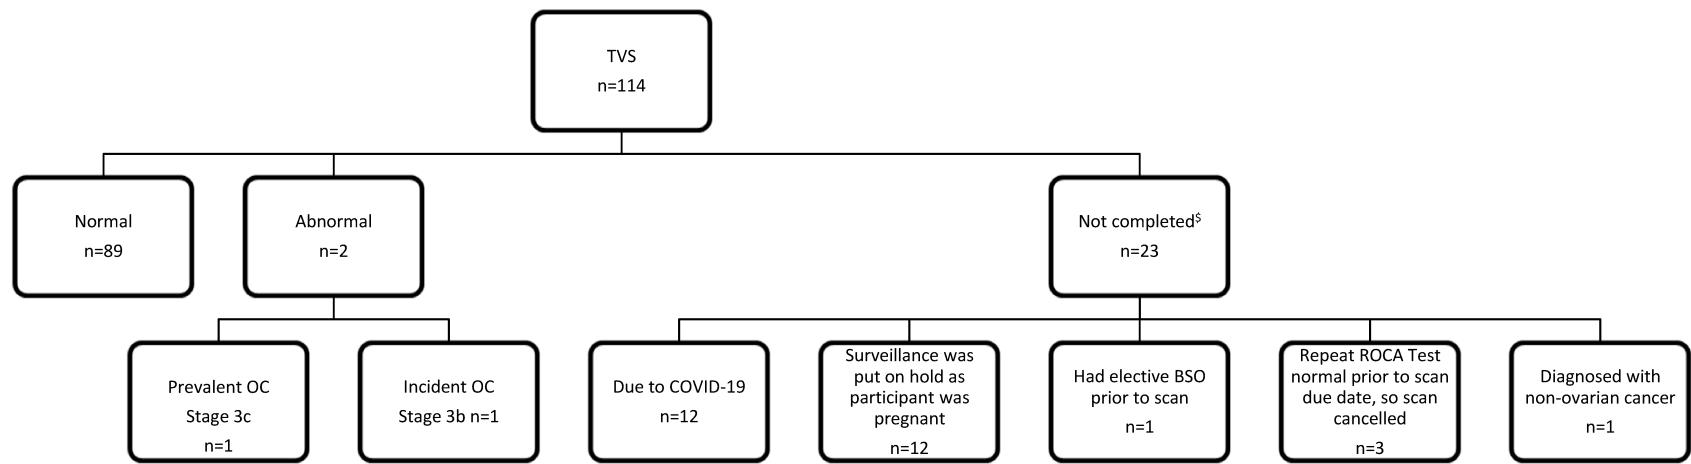 TVS
n=114
Normal
n=89
Abnormal
n=2
Not completed$
n=23
Prevalent OC
Stage 3c
n=1
Incident OC
Stage 3b n=1
Due to COVID-19
n=12
Surveillance was
put on hold as
participant was
pregnant
n=12
Had elective BSO
prior to scan
n=1
Repeat ROCA Test
normal prior to scan
due date, so scan
cancelled
n=3
Diagnosed with
non-ovarian cancer
n=1